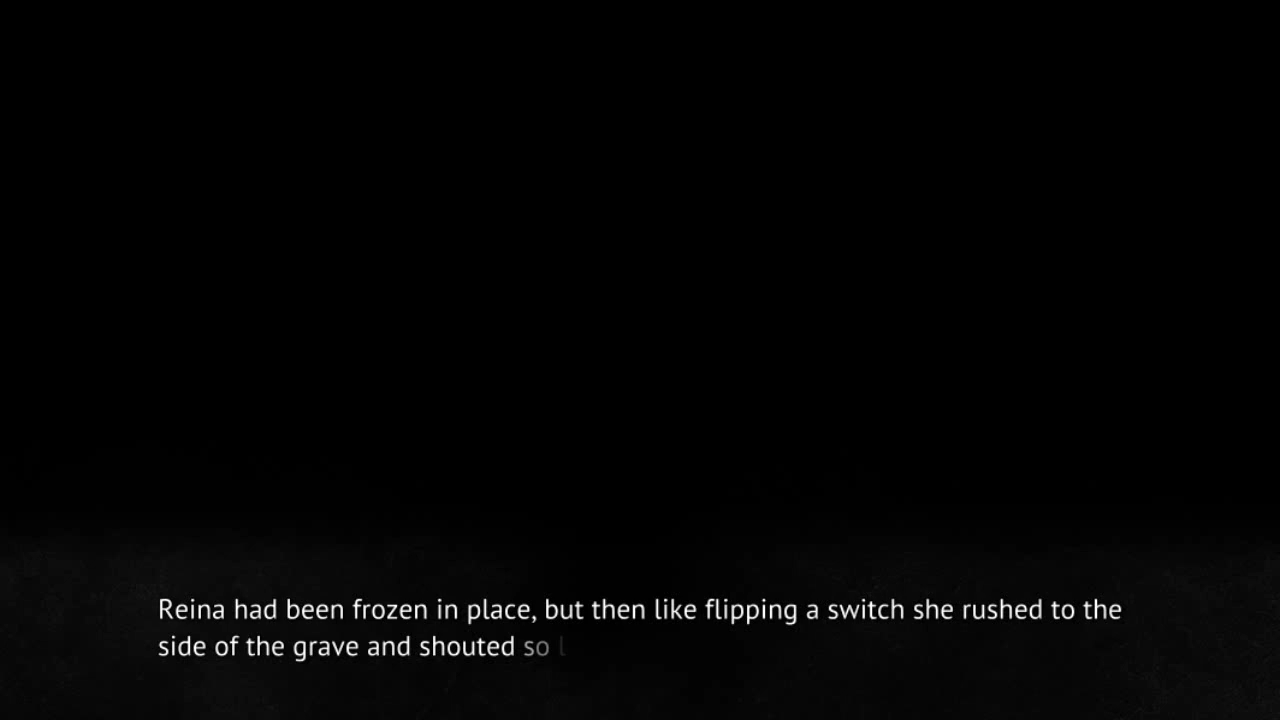 Reina had been frozen in place, but then like flipping a switch she rushed to the
side of the grave and shouted so l